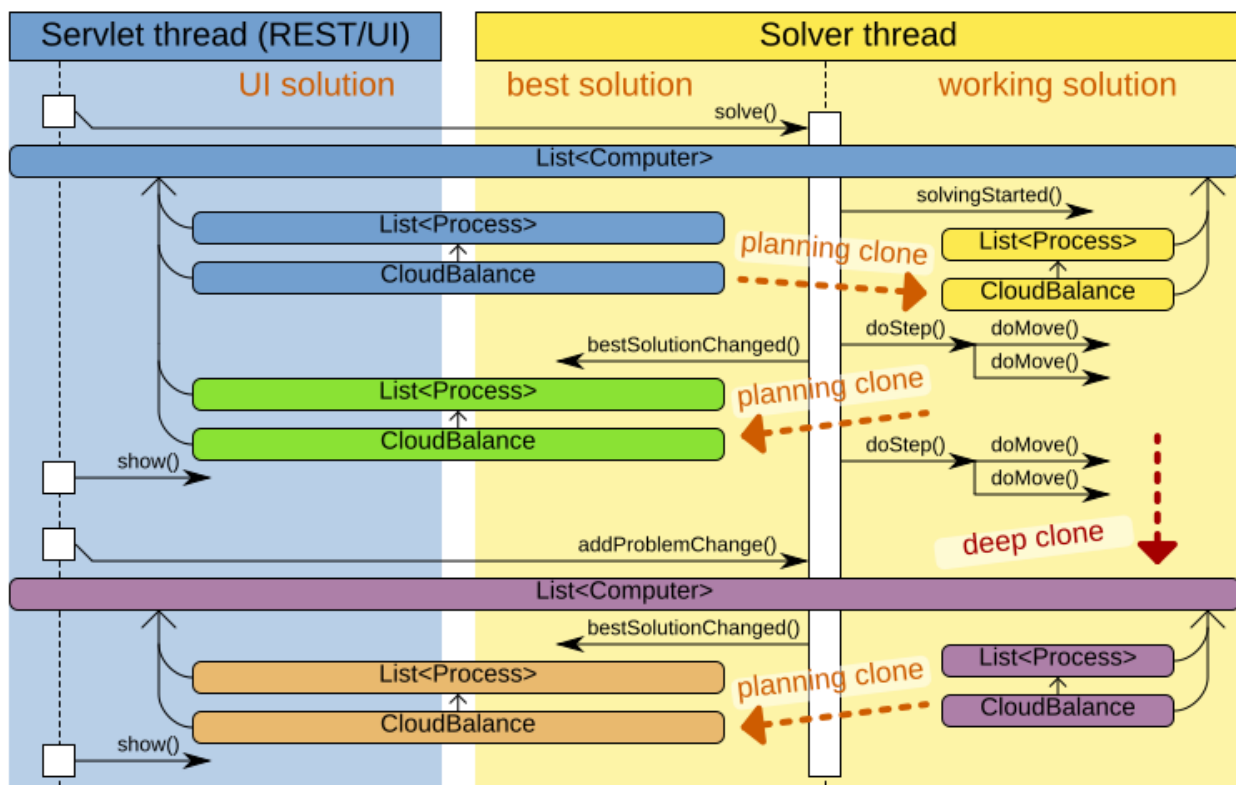 Servlet thread (REST/UI)
Solver thread
UI solution
best solution
working solution
solve()
List<Computer>
solvingStarted()
List<Process>
planning clone
List<Process>
CloudBalance
CloudBalance
bestSolutionChanged()
doStep()
doMove()
doMove()
List<Process>
planning clone
CloudBalance
doStep()
doMove()
show()
doMove()
addProblemChange()
deep clone
List<Computer>
bestSolutionChanged()
List<Process>
planning clone
List<Process>
CloudBalance
CloudBalance
show()